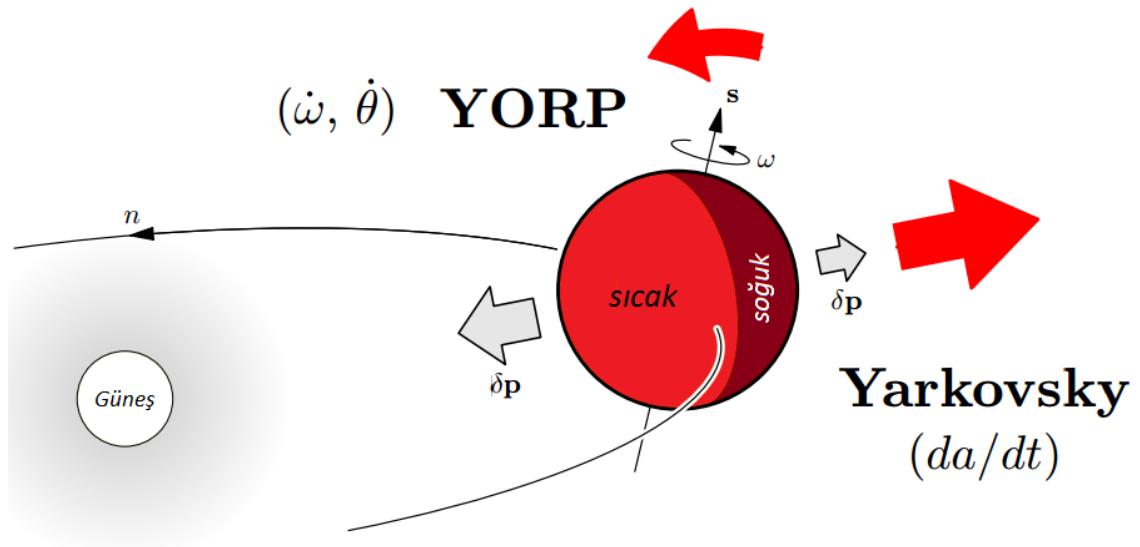 (ω̇, θ̇) YORP
s
ω
n
sıcak
soğuk
δp
δp
Güneş
Yarkovsky
(da/dt)